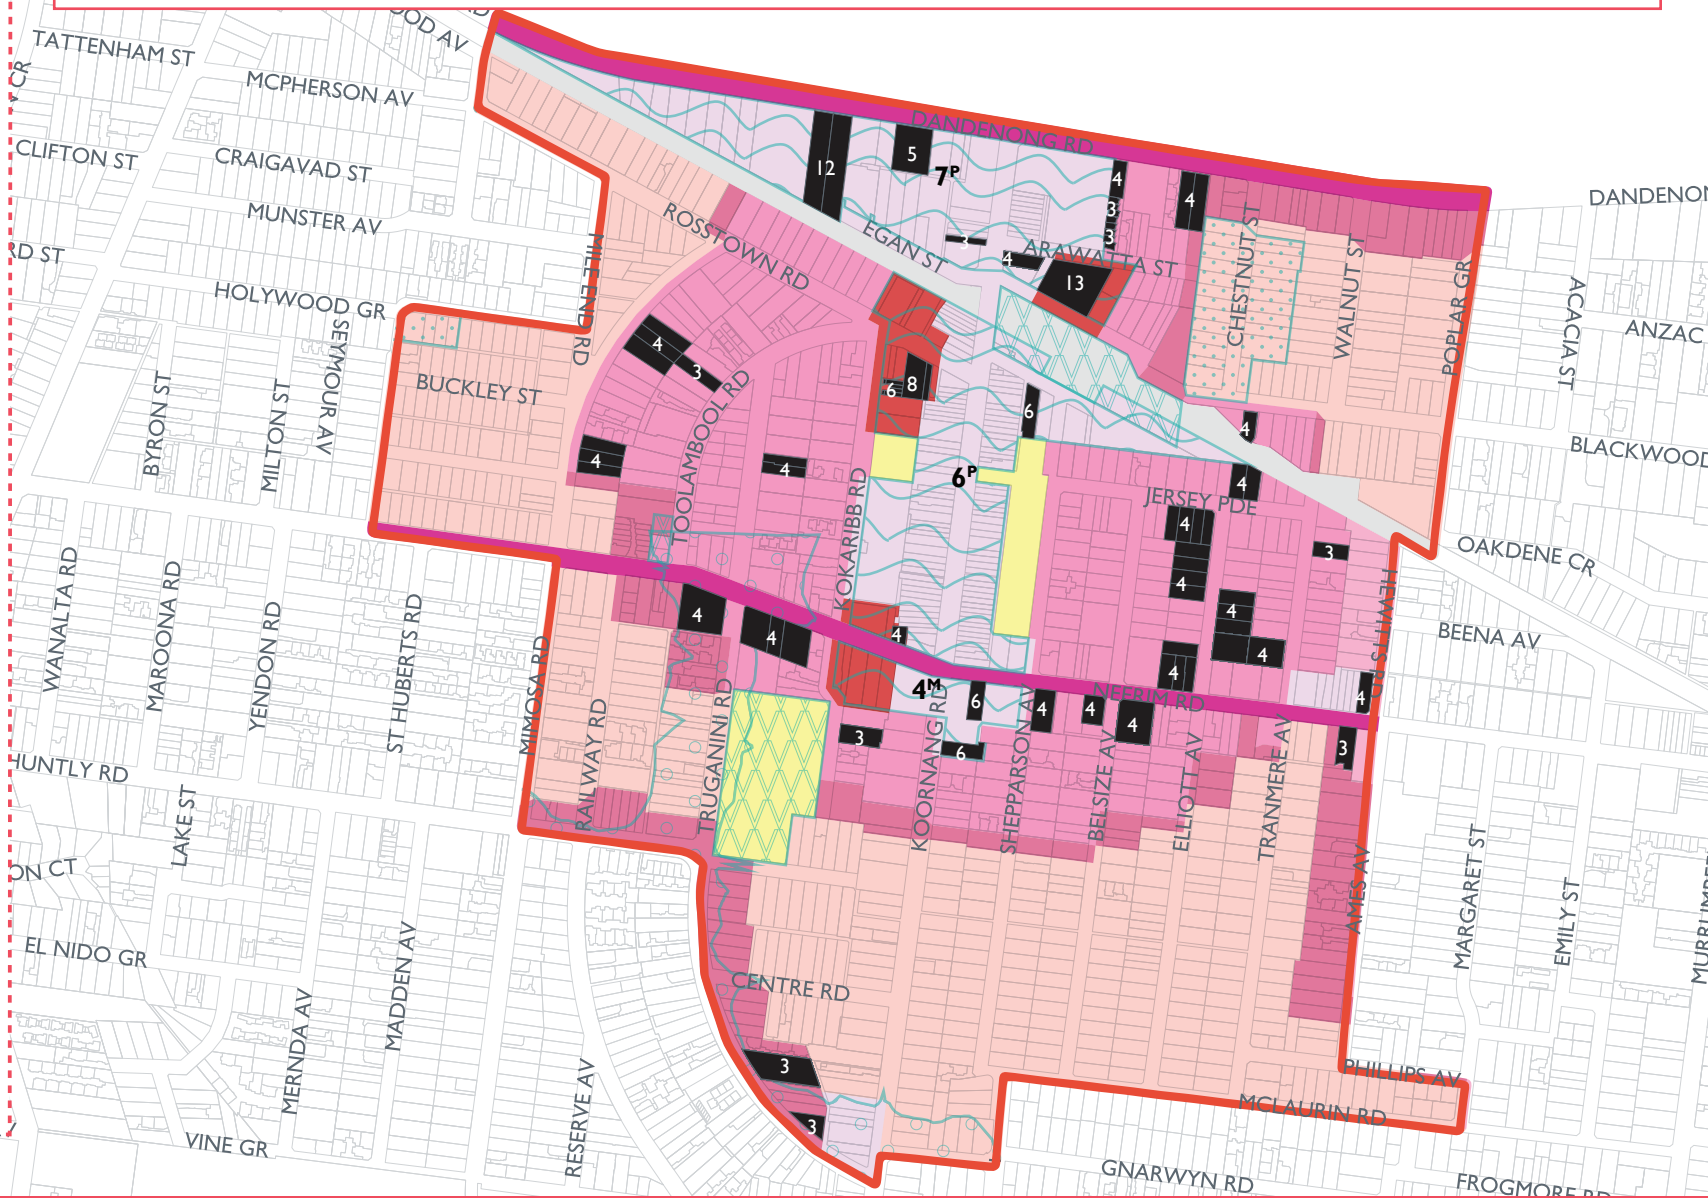 OOD AV
RD
TATTENHAM ST
CR
MCPHERSON AV
CLIFTON ST
CRAIGAVAD ST
MUNSTER AV
RD ST
HOLYWOOD GR
MILE END RD
SEYMOUR AV
BUCKLEY ST
BYRON ST
MILTON ST
ROSSTOWN RD
EGAN ST
DANDENONG RD
12
5
7P
4
3
3
4
3
4
ARAWATTA ST
13
CHESTNUT ST
WALNUT ST
POPLAR GR
DANDENON
ACACIA ST
ANZAC
BLACKWOOD
4
3
TOOLAMBOOL RD
4
4
6
8
6
6P
KOKARIBB RD
4
4
JERSEY PDE
4
4
4
4
3
4
OAKDENE CR
HEWITTS RD
BEENA AV
WANALTA RD
MAROONA RD
YENDON RD
ST HUBERTS RD
MIMOSA RD
RAILWAY RD
TRUGANINI RD
4
4
4
4M
6
6
3
KOORNANG RD
SHEPPARSON AV
4
4
4
NEERIM RD
4
3
BELSIZE AV
ELLIOTT AV
TRANMERE AV
AMES AV
HUNTLY RD
LAKE ST
ON CT
EL NIDO GR
MADDEN AV
MERNDA AV
VINE GR
RESERVE AV
CENTRE RD
3
3
MARGARET ST
EMILY ST
PHILLIPS AV
MCLAURIN RD
GNARWYN RD
FROGMORE RD